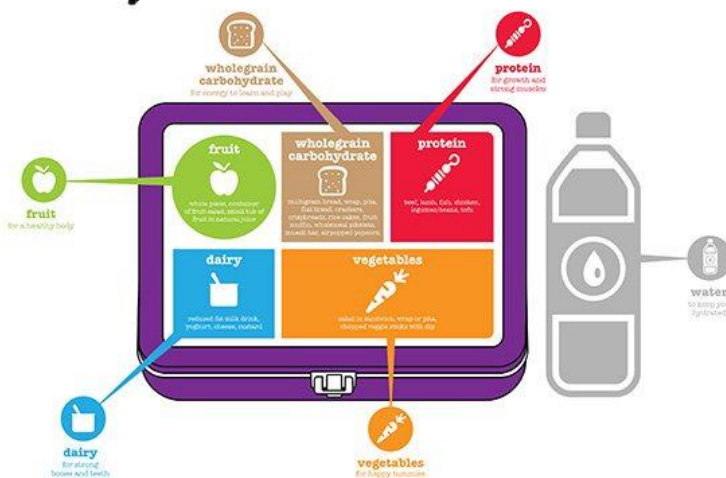 wholegrain
carbohydrate
for energy to learn and play
protein
for growth and
strong muscles
fruit
for a healthy body
fruit
whole piece, container
of fruit salad, small tub of
fruit in natural juice
wholegrain
carbohydrate
multigrain bread, wrap, pita,
flat bread, crackers,
crispbreads, rice cakes, fruit
muffin, wholemeal pikelets,
muesli bar, airpopped popcorn
protein
beef, lamb, fish, chicken,
legumes/beans, tofu
dairy
reduced fat milk drink,
yoghurt, cheese, custard
vegetables
salad in sandwich, wrap or pita,
chopped veggie sticks with dip
water
to keep you
hydrated
dairy
for strong
bones and teeth
vegetables
for happy tummies